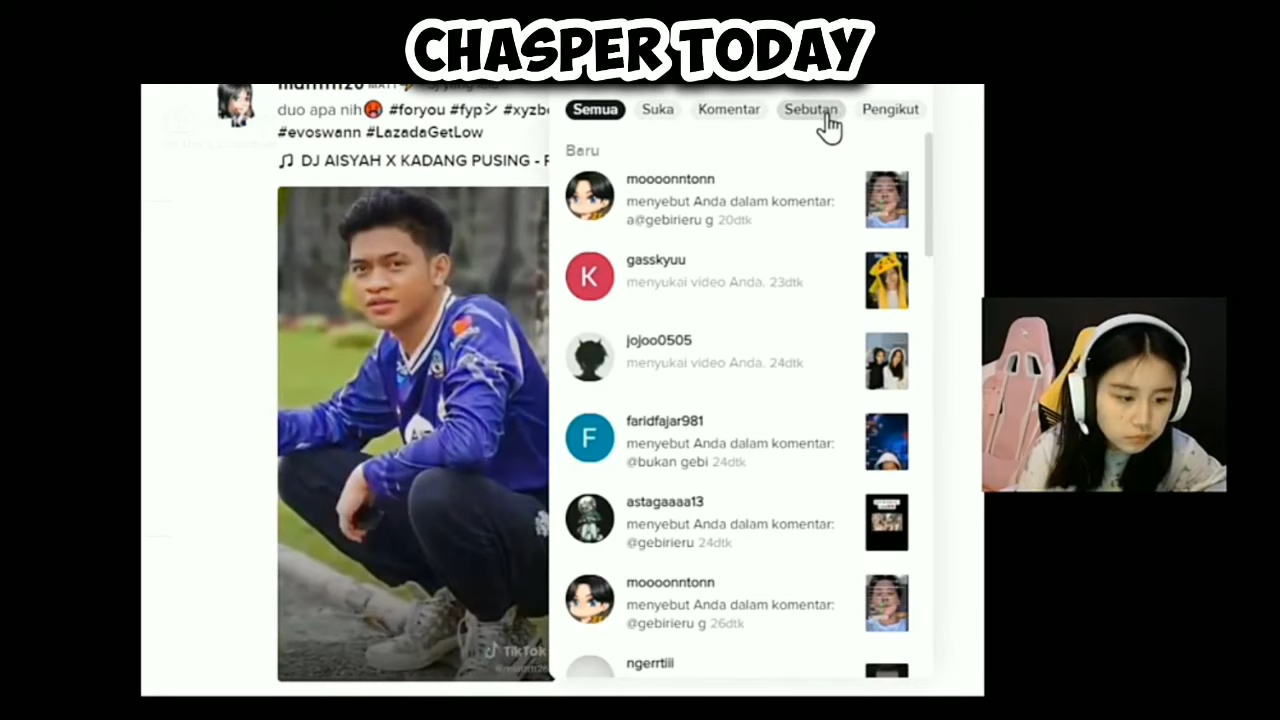 CHASPER TODAY
duo apa nih #foryou #fypシ
#evoswann #LazadaGetLow
DJ AISYAH X KADANG PUSING -
Semua Suka Komentar Sebutan Pengikut
Baru
moooonntonn
menyebut Anda dalam komentar:
a@gebirieru g 20dtk
K
gasskyuu
menyukai video Anda. 23dtk
jojoo0505
menyukai video Anda. 24dtk
F
faridfajar981
menyebut Anda dalam komentar:
@bukan gebi 24dtk
astagaaaa13
menyebut Anda dalam komentar:
@gebirieru 24dtk
moooonntonn
menyebut Anda dalam komentar:
@gebirieru g 26dtk
ngerrtiii
TikTok